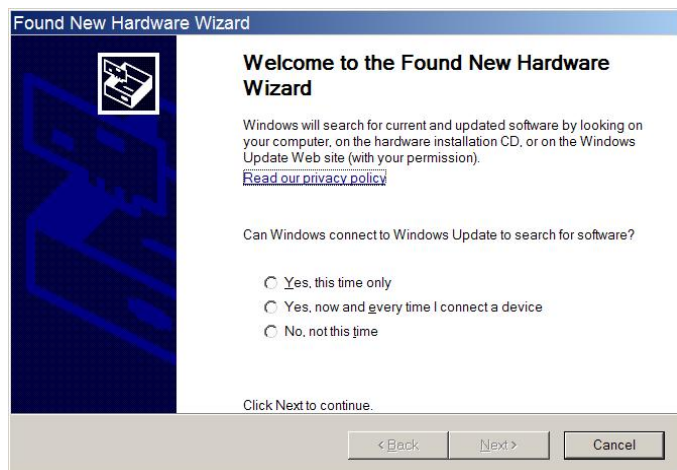 Found New Hardware Wizard
Welcome to the Found New Hardware
Wizard
Windows will search for current and updated software by looking on
your computer, on the hardware installation CD, or on the Windows
Update Web site (with your permission).
Read our privacy policy
Can Windows connect to Windows Update to search for software?
Yes, this time only
Yes, now and every time I connect a device
No, not this time
Click Next to continue.
< Back
Next >
Cancel